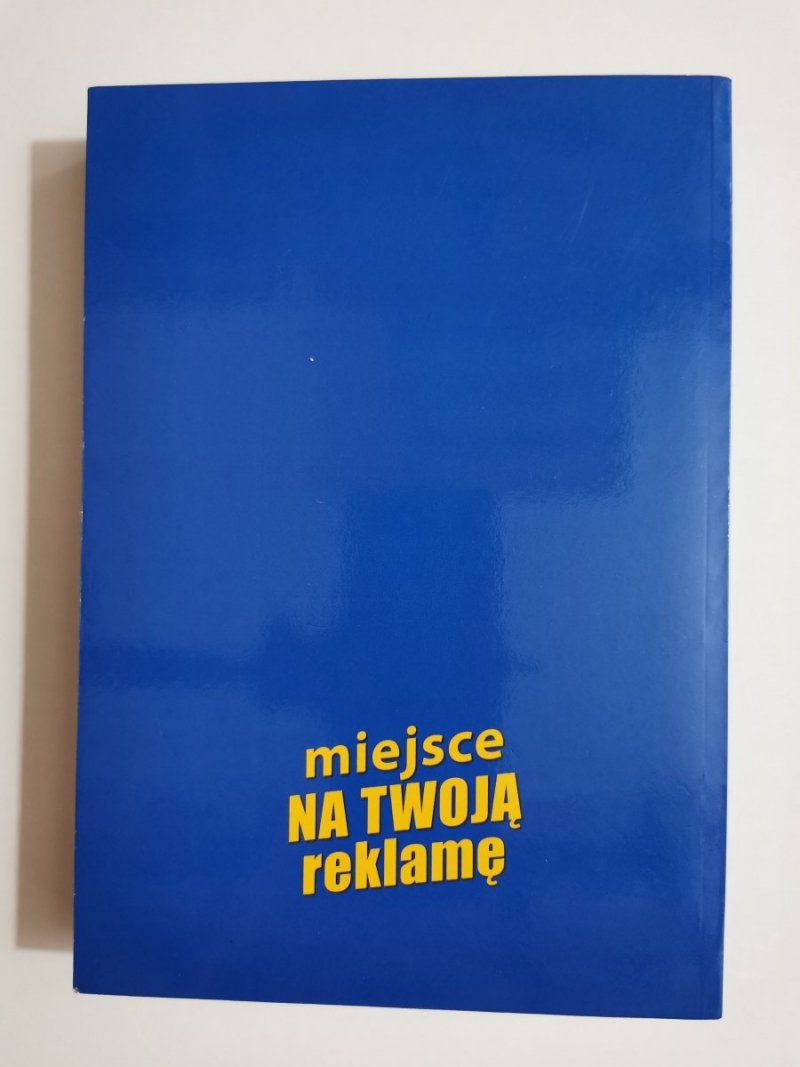 miejsce
NA TWOJĄ
reklamę